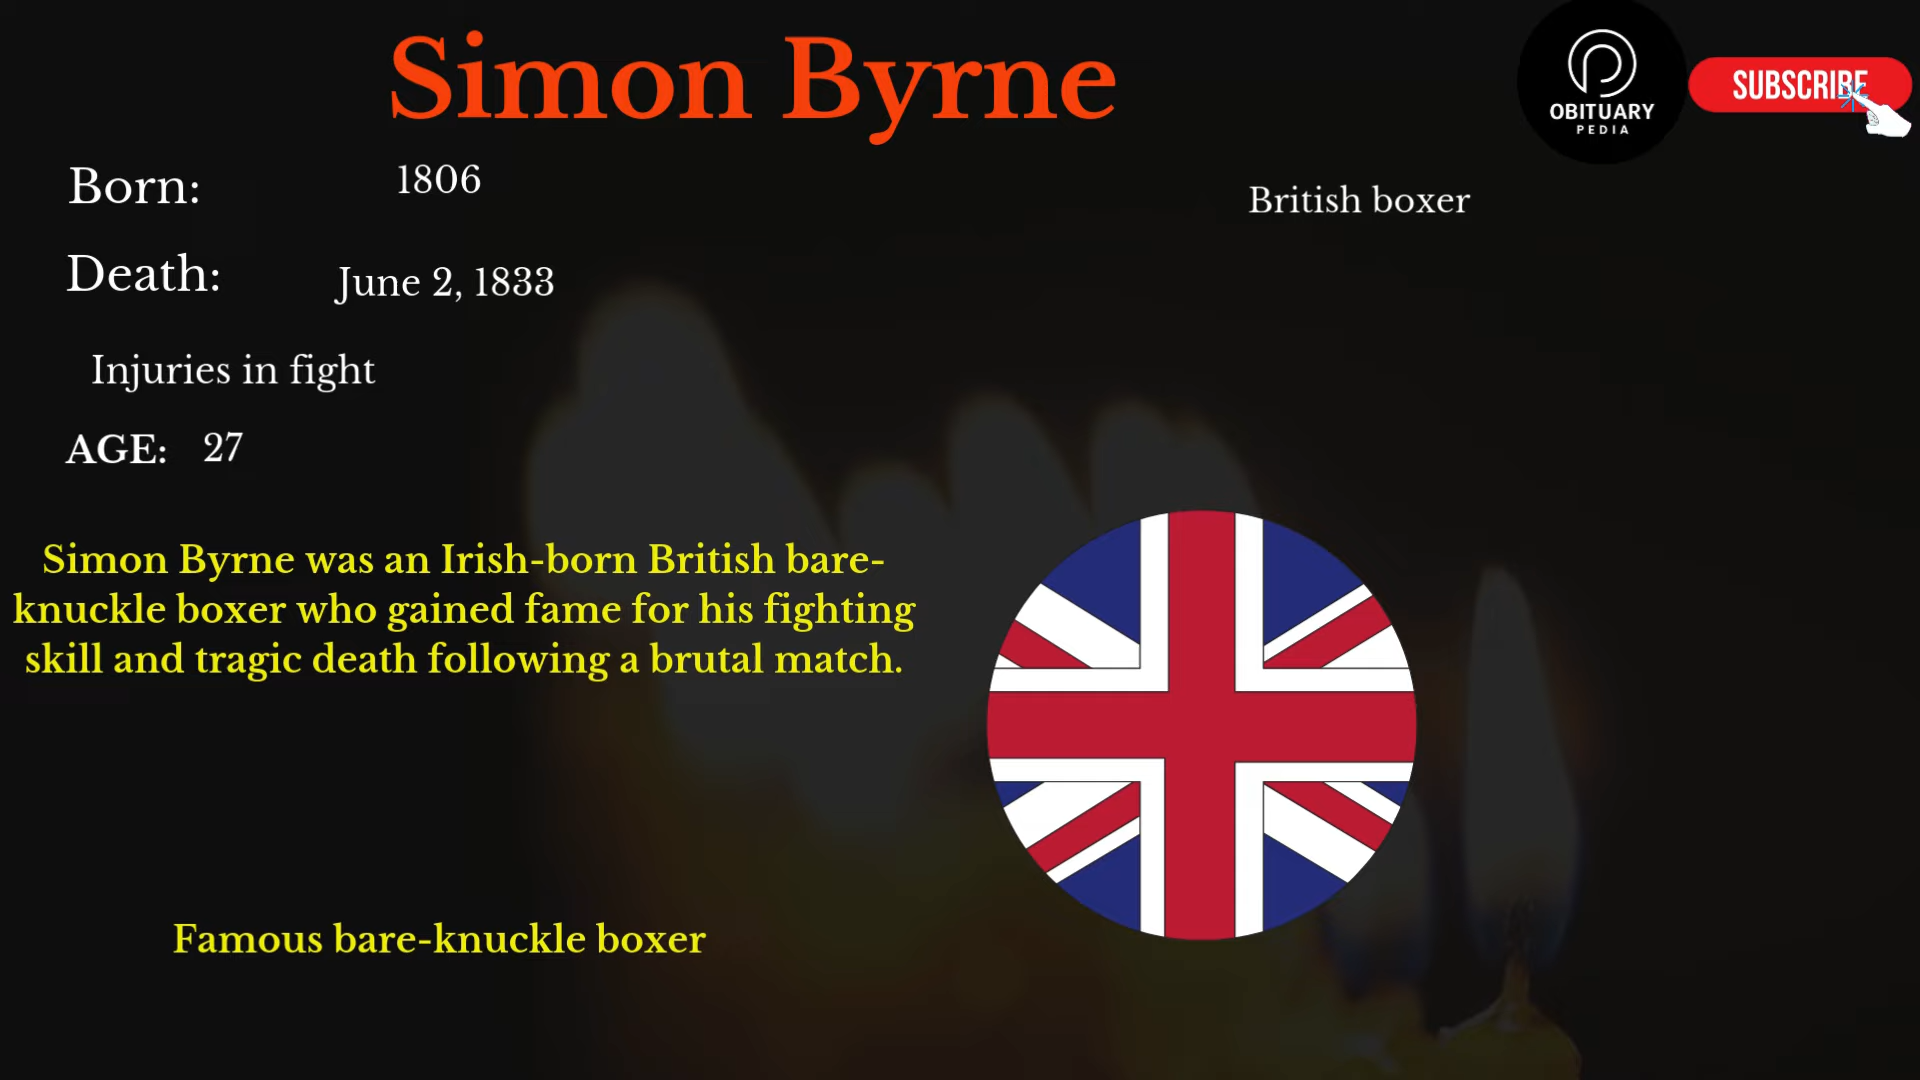 Simon Byrne
OBITUARY
PEDIA
SUBSCRIBE
Born: 1806
British boxer
Death: June 2, 1833
Injuries in fight
AGE: 27
Simon Byrne was an Irish-born British bare-
knuckle boxer who gained fame for his fighting
skill and tragic death following a brutal match.
Famous bare-knuckle boxer